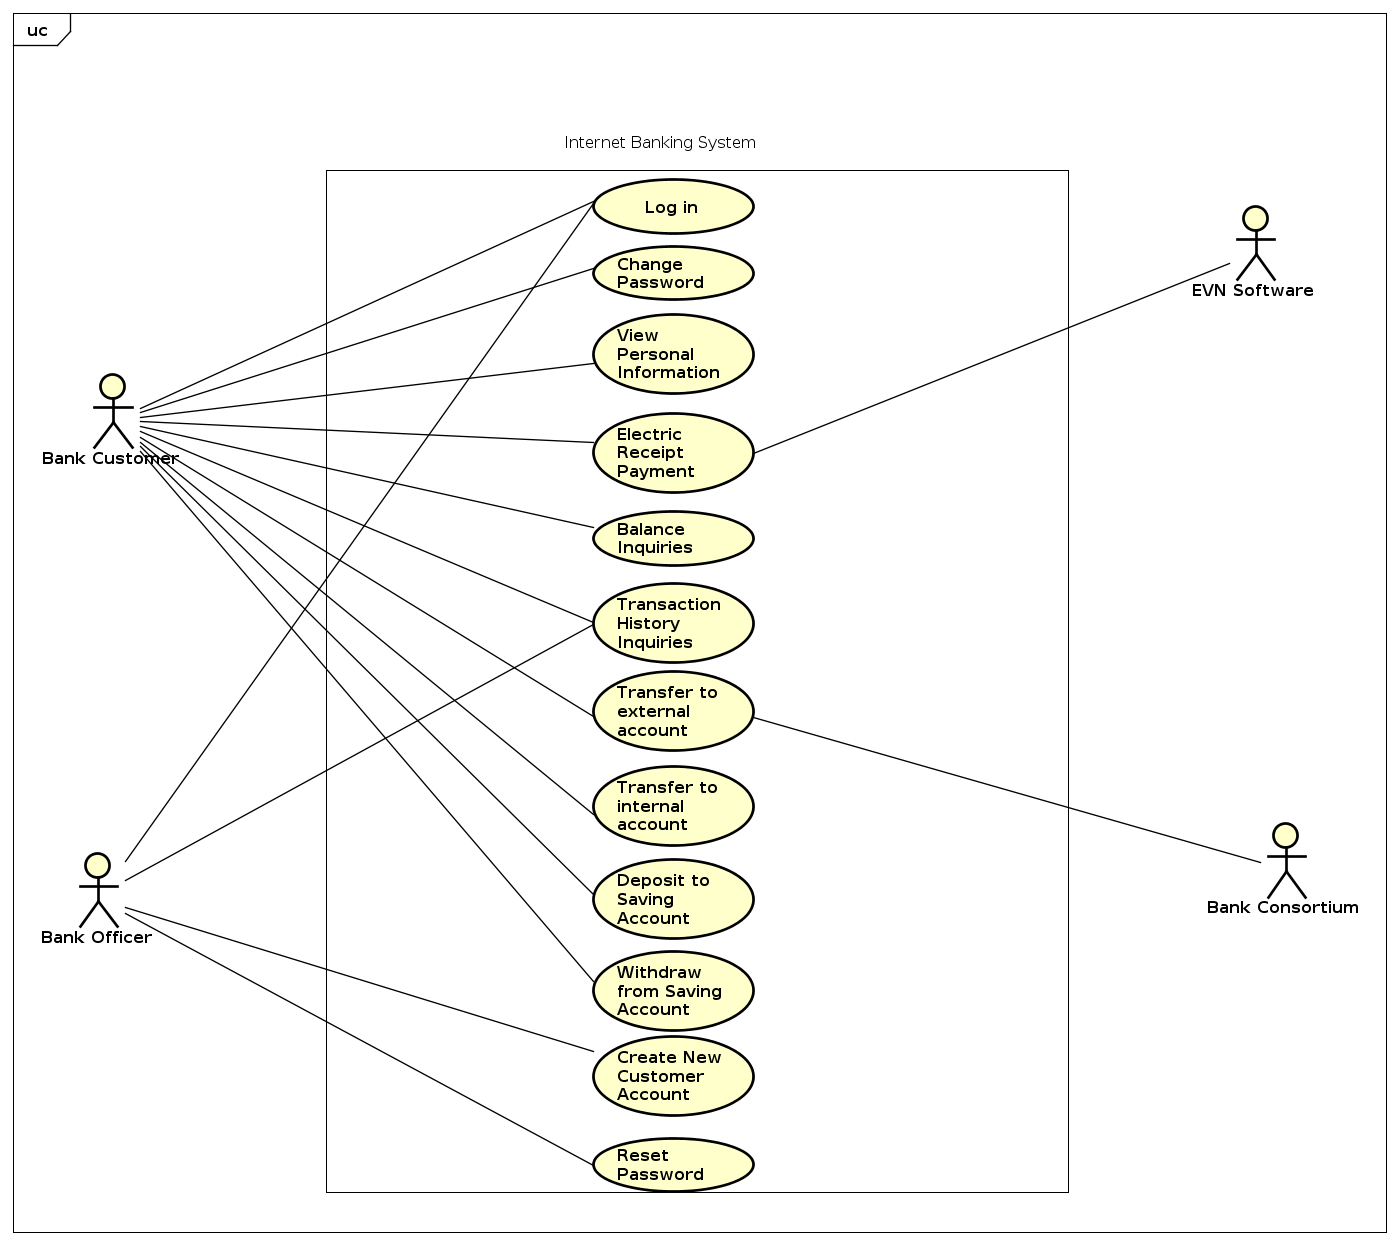 uc
Internet Banking System
Log in
Change
Password
View
Personal
Information
Electric
Receipt
Payment
Balance
Inquiries
Transaction
History
Inquiries
Transfer to
external
account
Transfer to
internal
account
Deposit to
Saving
Account
Withdraw
from Saving
Account
Create New
Customer
Account
Reset
Password
Bank Customer
Bank Officer
EVN Software
Bank Consortium